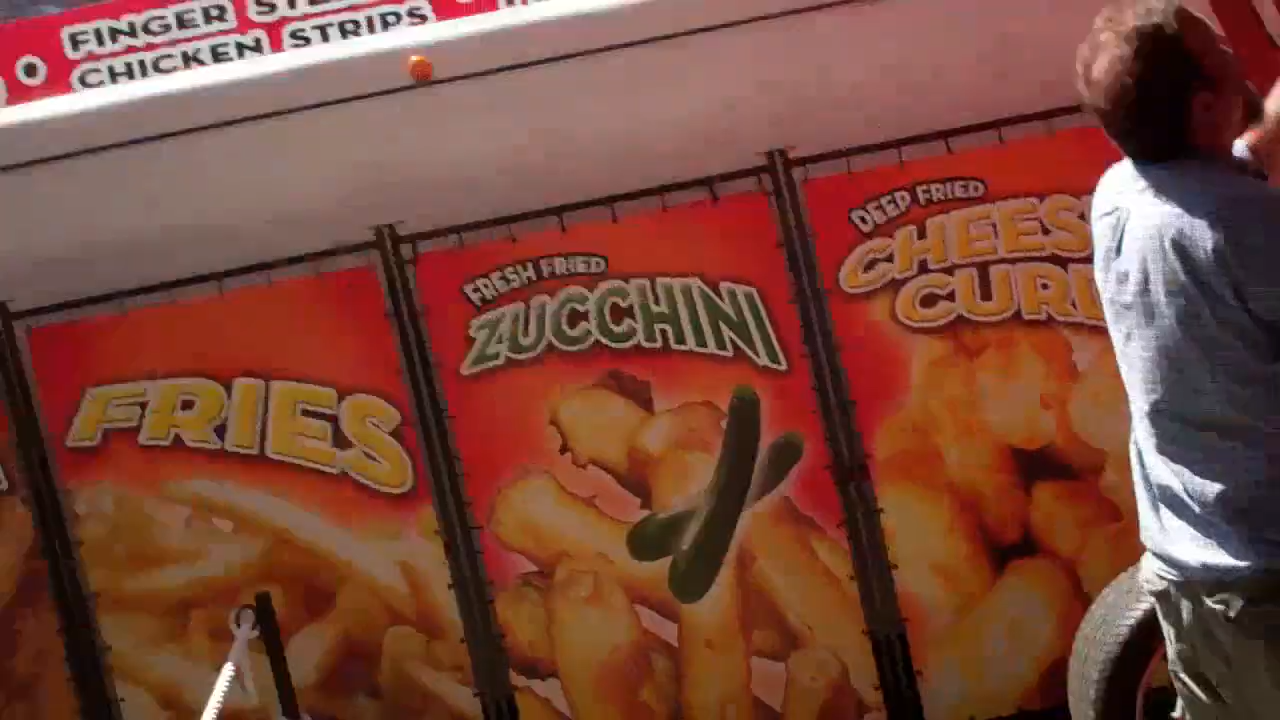 FINGER
CHICKEN STRIPS
FRIES
FRESH FRIED
ZUCCHINI
DEEP FRIED